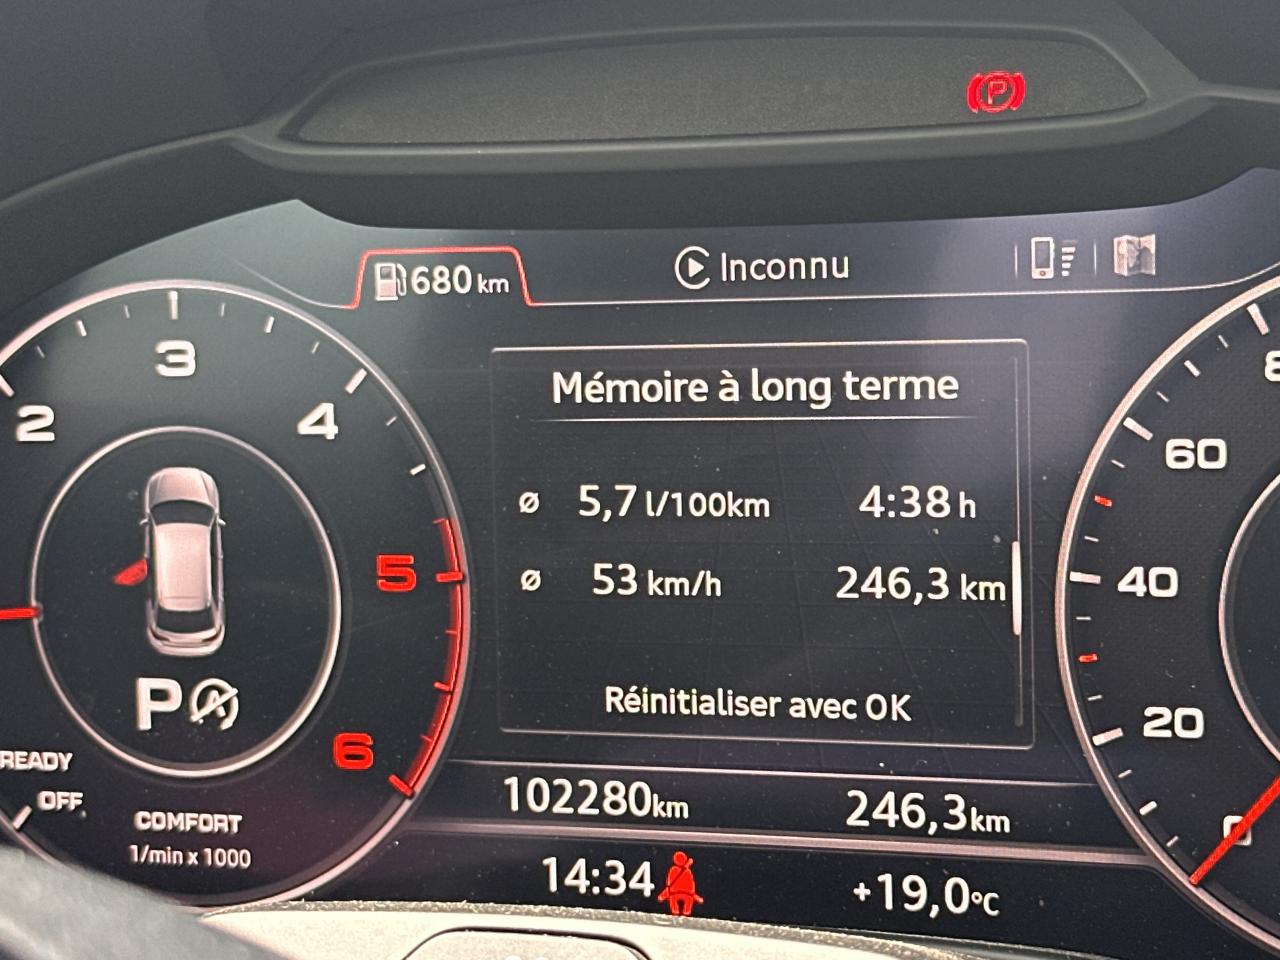 P
680 km
Inconnu
3
2
4
8
Mémoire à long terme
60
ø 5,7 l/100km 4:38 h
5
ø 53 km/h 246,3 km
40
P A
Réinitialiser avec OK
20
6
READY
OFF
102280km
246,3km
0
COMFORT
1/min x 1000
14:34
+19,0°C